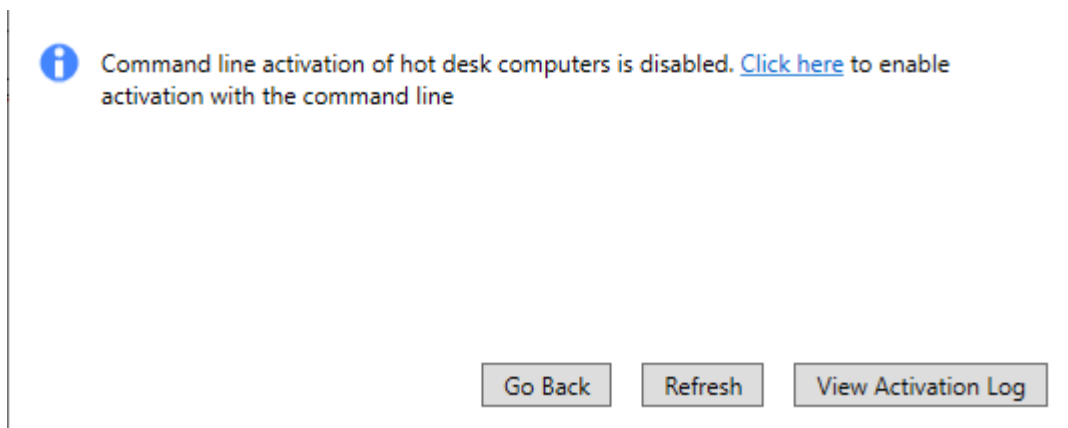 Command line activation of hot desk computers is disabled. Click here to enable
activation with the command line
Go Back
Refresh
View Activation Log